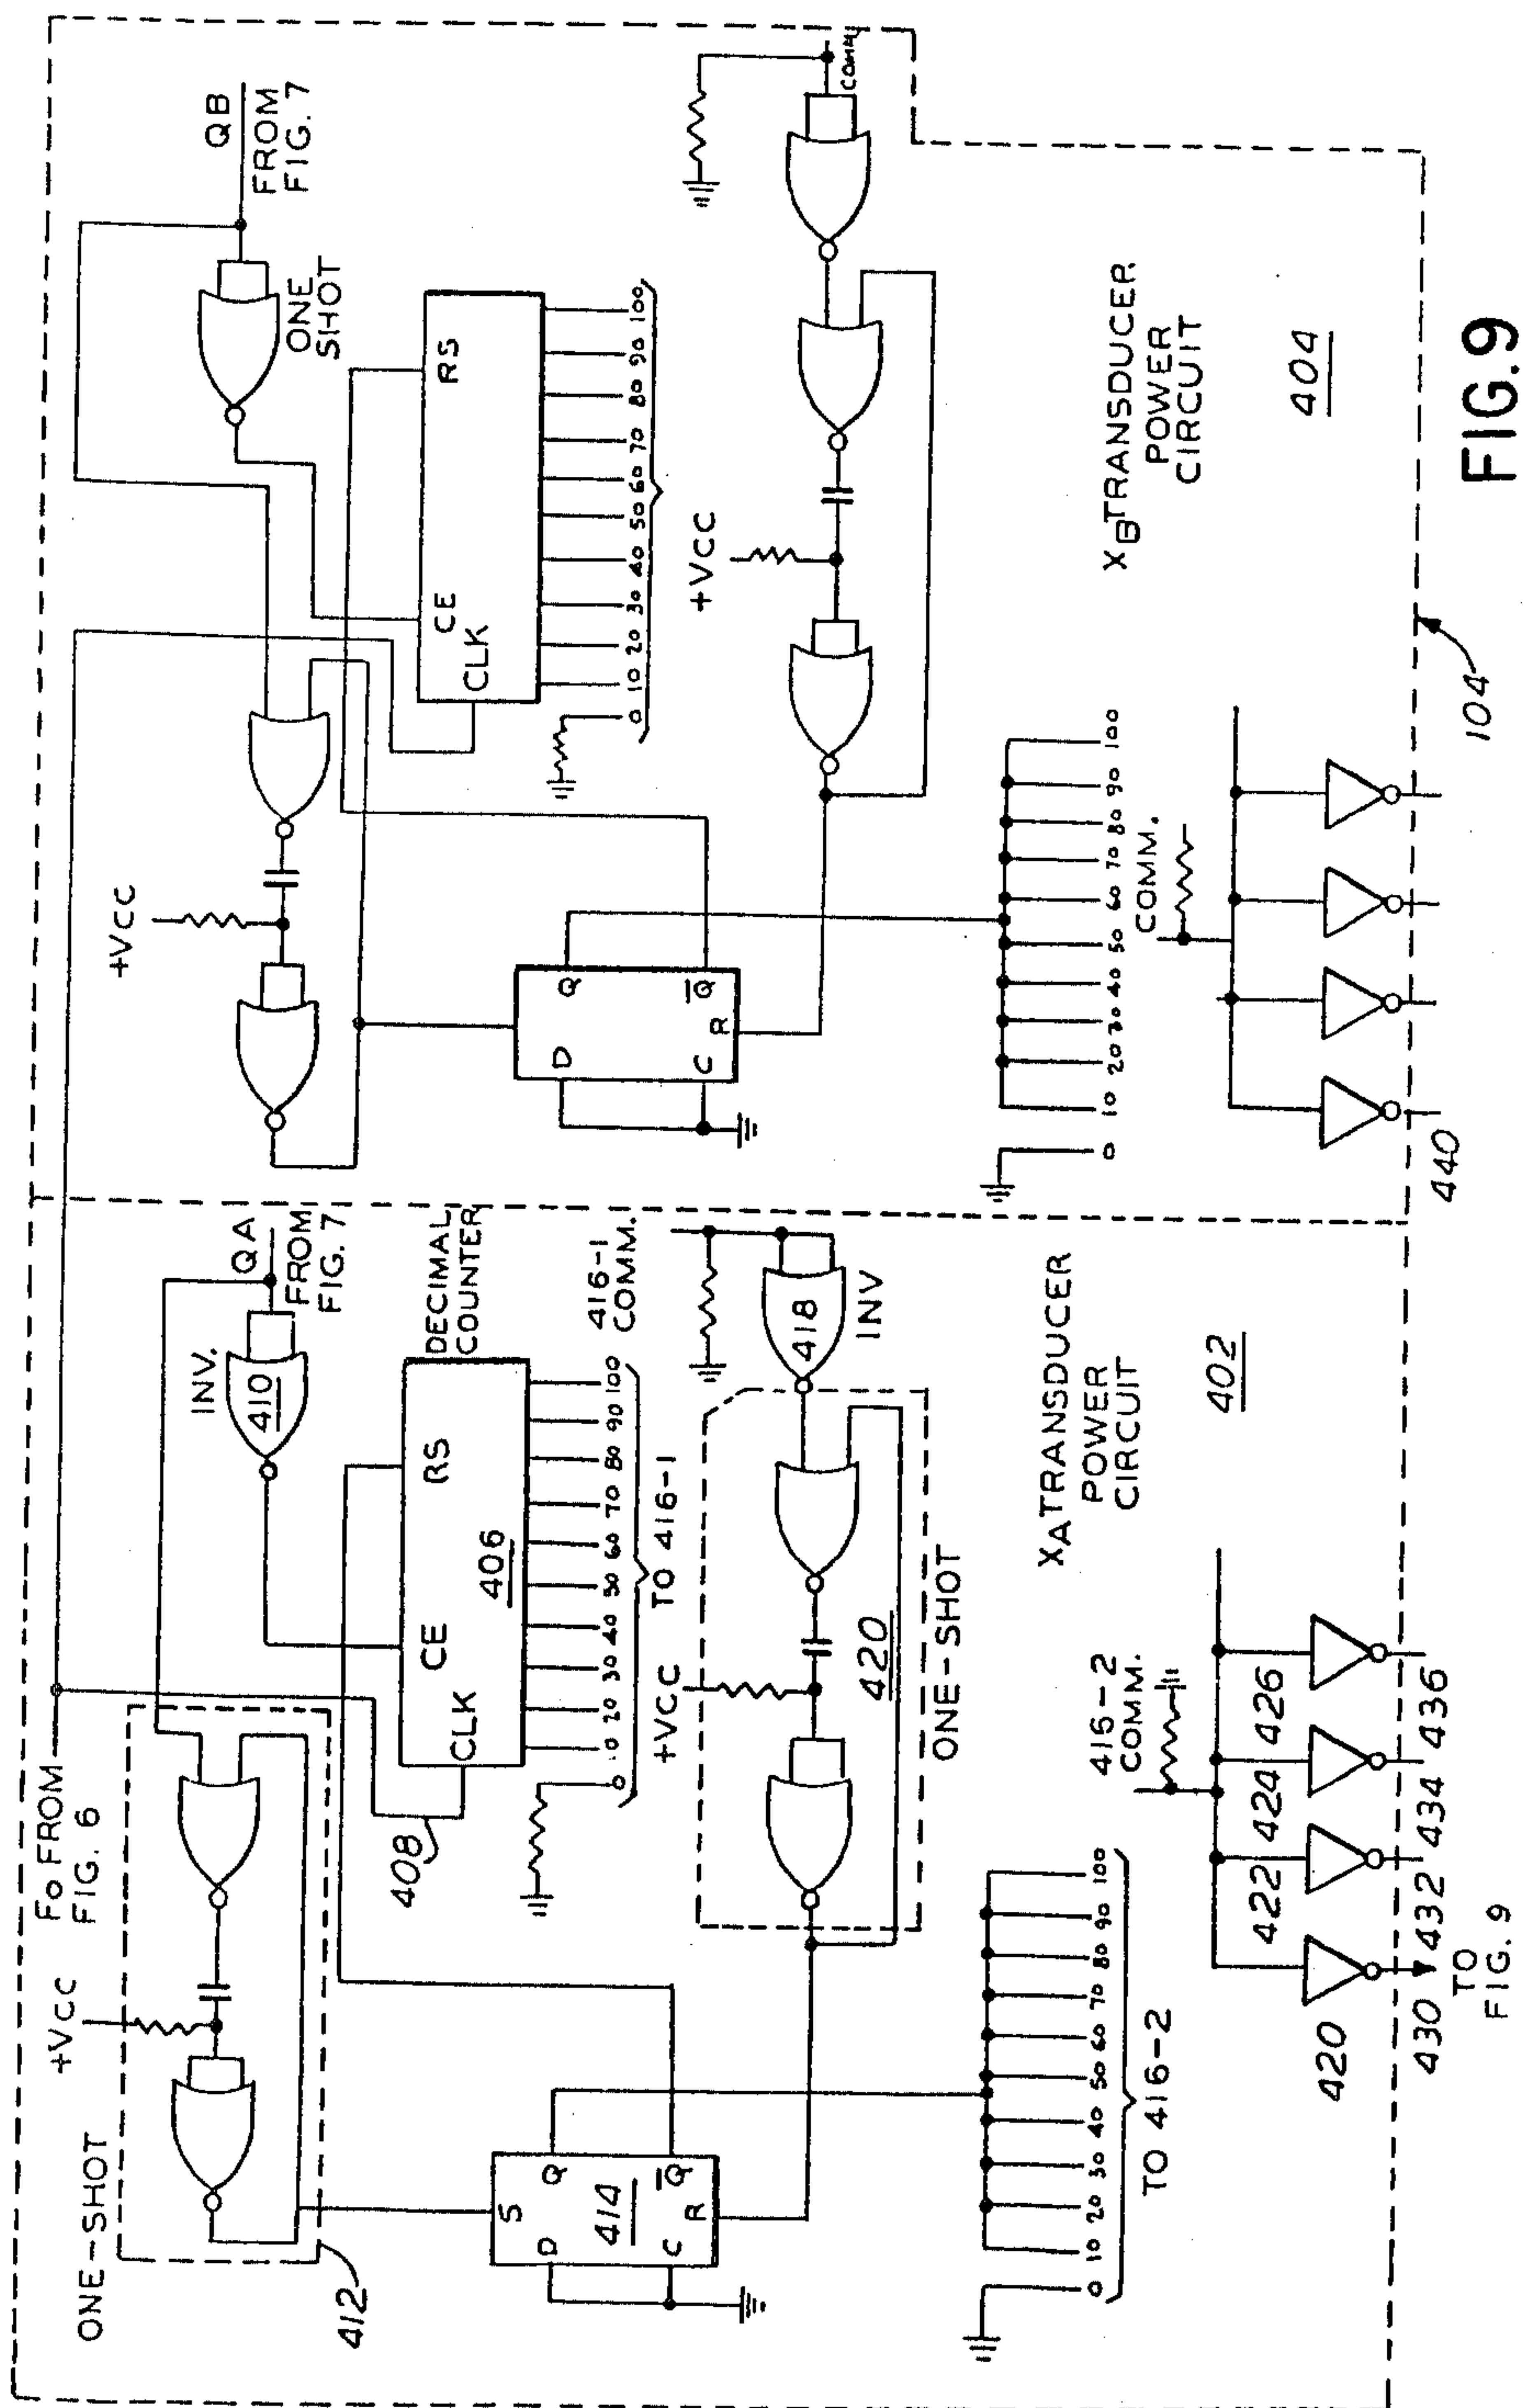 ONE-SHOT
+VCC
Fo FROM
FIG. 6
412
INV.
410
QA
FROM
FIG. 7
408
CLK
CE
RS
406
DECIMAL
COUNTER
0 0 20 30 40 50 60 70 80 90 100
TO 416-1
416-1
COMM.
S
D
Q
414
Q
C
R
+VCC
420
ONE-SHOT
418
INV
0 10 20 30 40 50 60 70 80 90 100
TO 416-2
416-2
COMM.
XA TRANSDUCER
POWER
CIRCUIT
402
420
422
424
426
430
432
434
436
TO
FIG. 9
+VCC
QB
FROM
FIG. 7
ONE
SHOT
CLK
CE
RS
0 10 20 30 40 50 60 70 80 90 100
D
Q
Q
C
R
+VCC
COMM
0 10 20 30 40 50 60 70 80 90 100
COMM.
XB TRANSDUCER
POWER
CIRCUIT
404
440
104
FIG.9